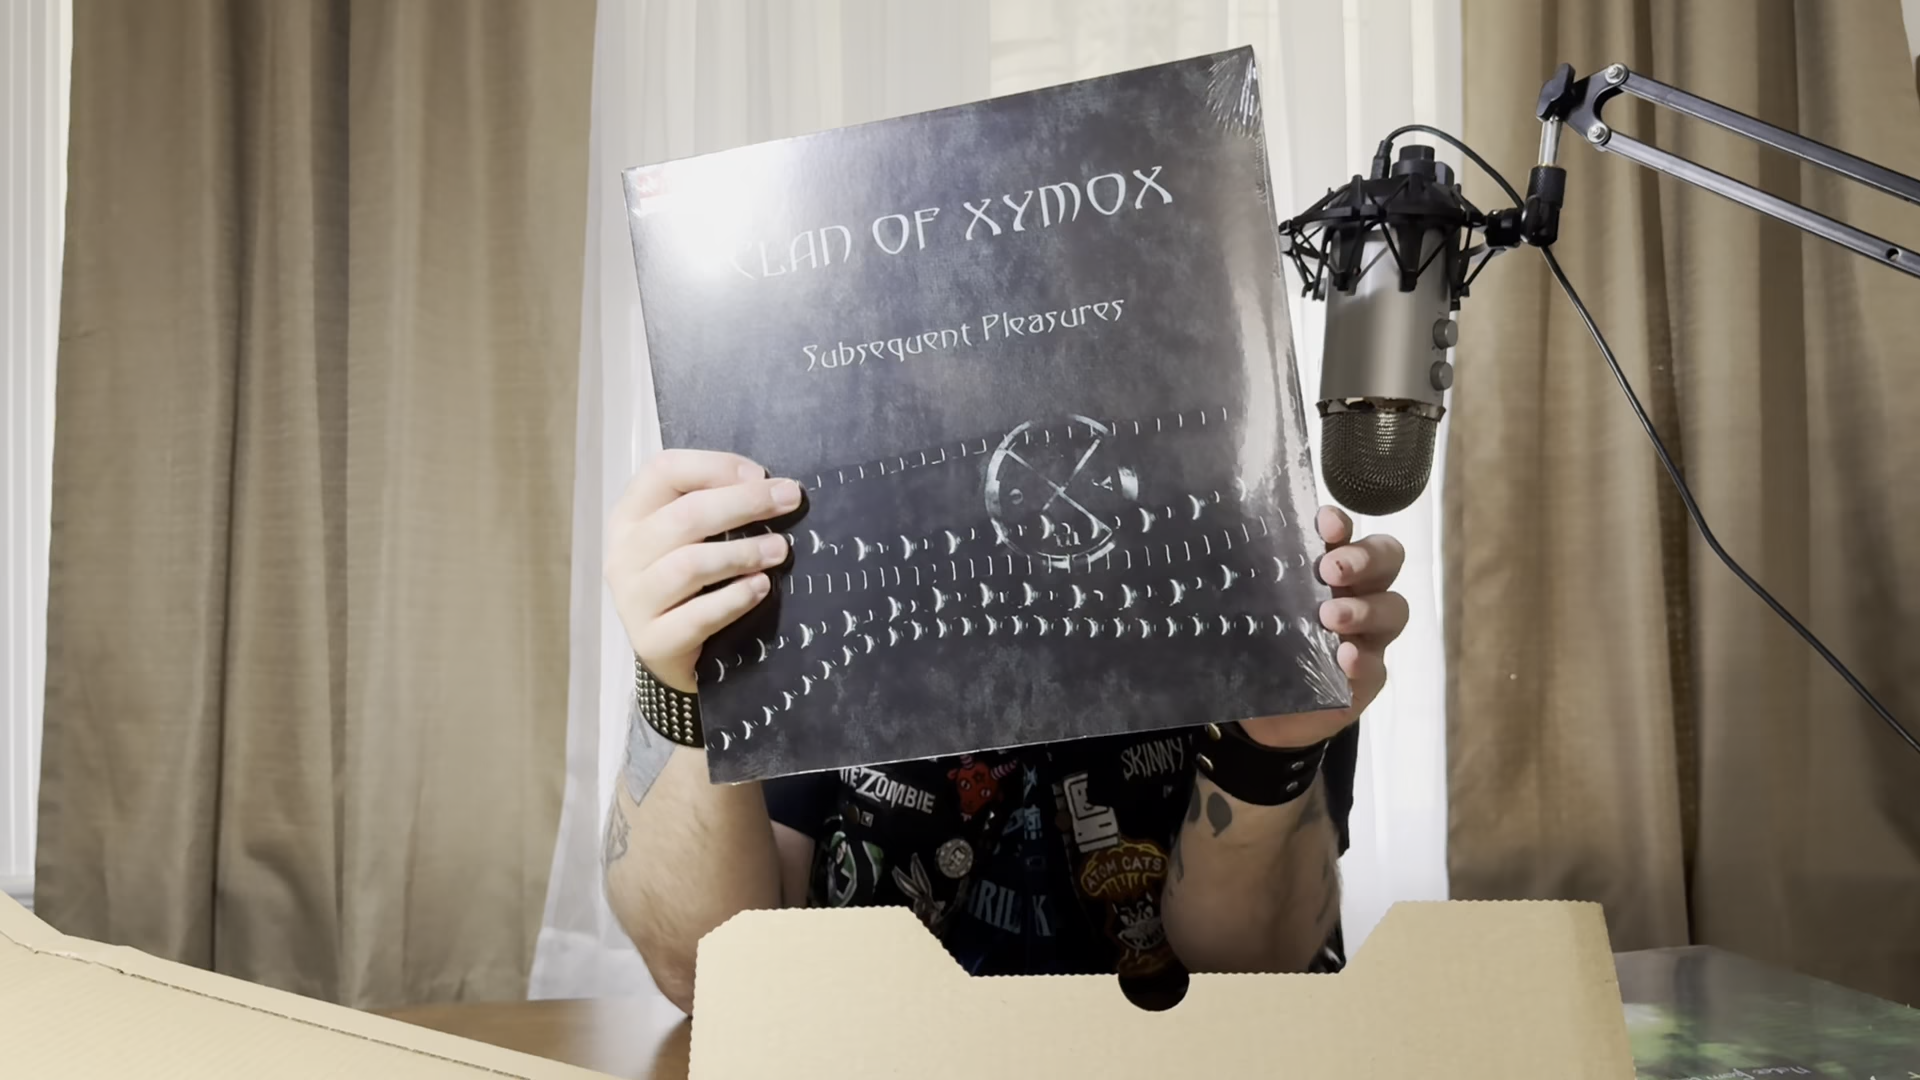 CLAN OF XYMOX
Subsequent Pleasures
ZOMBIE
SKINNY
ATOM CATS